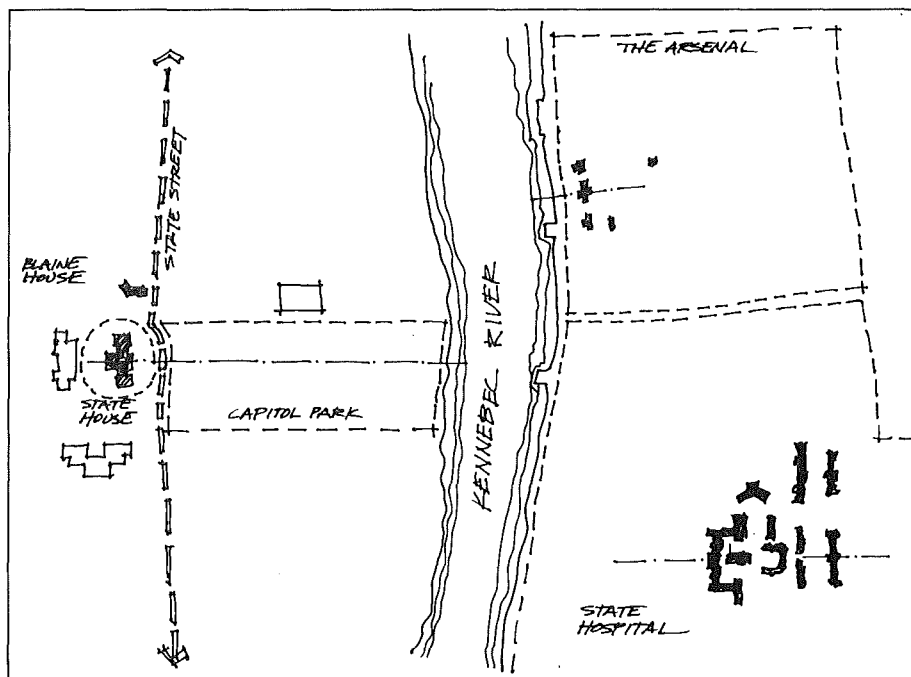 THE ARSENAL
STATE STREET
BLAINE
HOUSE
KENNEBEC RIVER
STATE
HOUSE
CAPITOL PARK
STATE
HOSPITAL